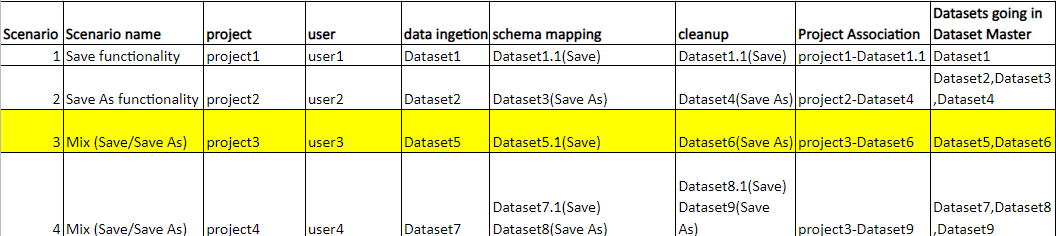 Scenario Scenario name project user data ingetion schema mapping cleanup Project Association Datasets going in Dataset Master
1 Save functionality project1 user1 Dataset1 Dataset1.1(Save) Dataset1.1(Save) project1-Dataset1.1 Dataset1
2 Save As functionality project2 user2 Dataset2 Dataset3(Save As) Dataset4(Save As) project2-Dataset4 Dataset2,Dataset3
,Dataset4
3 Mix (Save/Save As) project3 user3 Dataset5 Dataset5.1(Save) Dataset6(Save As) project3-Dataset6 Dataset5,Dataset6
4 Mix (Save/Save As) project4 user4 Dataset7 Dataset7.1(Save)
Dataset8(Save As) Dataset8.1(Save)
Dataset9(Save
As) project3-Dataset9 Dataset7,Dataset8
,Dataset9